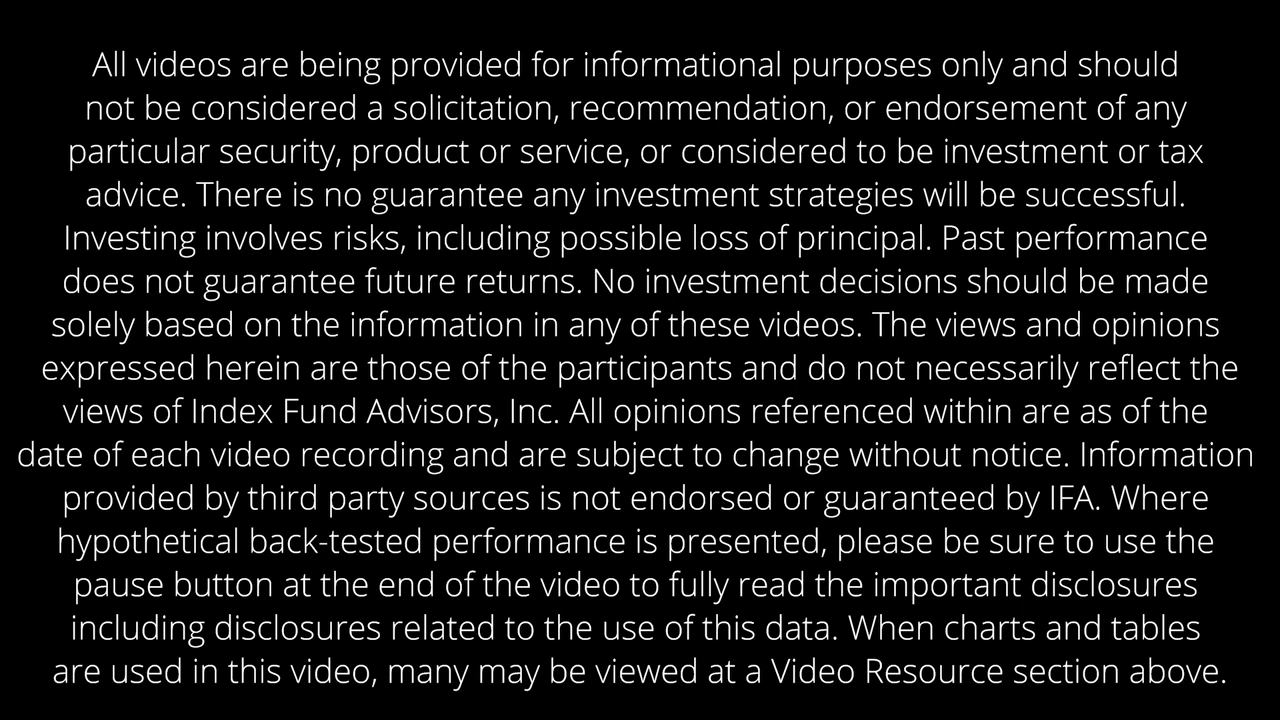 All videos are being provided for informational purposes only and should
not be considered a solicitation, recommendation, or endorsement of any
particular security, product or service, or considered to be investment or tax
advice. There is no guarantee any investment strategies will be successful.
Investing involves risks, including possible loss of principal. Past performance
does not guarantee future returns. No investment decisions should be made
solely based on the information in any of these videos. The views and opinions
expressed herein are those of the participants and do not necessarily reflect the
views of Index Fund Advisors, Inc. All opinions referenced within are as of the
date of each video recording and are subject to change without notice. Information
provided by third party sources is not endorsed or guaranteed by IFA. Where
hypothetical back-tested performance is presented, please be sure to use the
pause button at the end of the video to fully read the important disclosures
including disclosures related to the use of this data. When charts and tables
are used in this video, many may be viewed at a Video Resource section above.